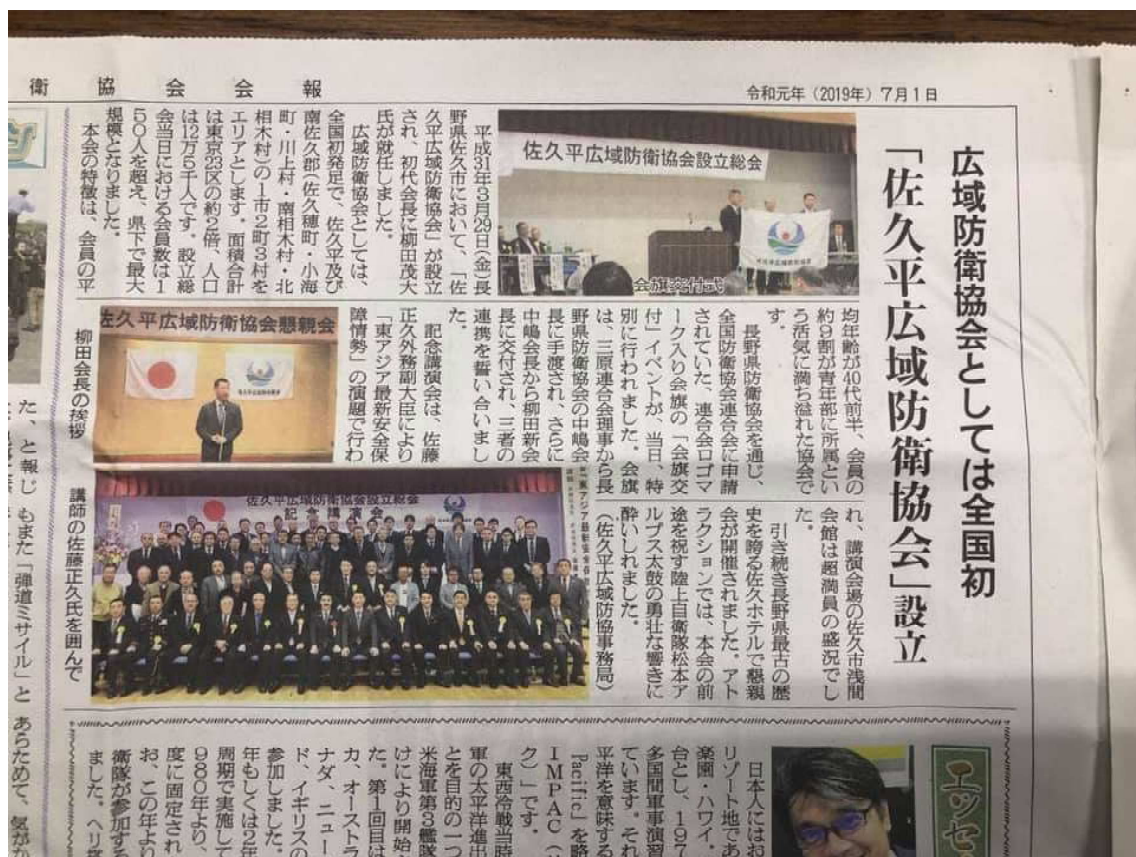 衛協会会報
令和元年（2019年）7月1日
広域防衛協会としては全国初
「佐久平広域防衛協会」設立
佐久平広域防衛協会設立総会
会旗交付式
平成31年3月29日（金）長
野県佐久市において、「佐
久平広域防衛協会」が設立
され、初代会長に柳田茂大
氏が就任しました。
広域防衛協会としては、
全国初発足で、佐久平及び
南佐久郡（佐久穂町・小海
町・川上村・南相木村・北
相木村）の1市2町3村を
エリアとします。面積合計
は東京23区の約2倍、人口
は12万5千人です。設立総
会当日における会員数は1
50人を超え、県下で最大
規模となりました。
本会の特徴は、会員の平
均年齢が40代前半、会員の
約9割が青年部に所属とい
う活気に満ち溢れた協会で
す。
長野県防衛協会を通じ、
全国防衛協会連合会に申請
されていた、連合会ロゴマ
ーク入り会旗の「会旗交
付」イベントが、当日、特
別に行われました。会旗
は、三原連合会理事から長
野県防衛協会の中嶋会
長に手渡され、さらに
中嶋会長から柳田新会
長に交付され、三者の
連携を誓い合いまし
た。
記念講演会は、佐藤
正久外務副大臣により
「東アジア最新安全保
障情勢」の演題で行わ
佐久平広域防衛協会懇親会
柳田会長の挨拶
れ、講演会場の佐久市浅間
会館は超満員の盛況でし
た。
引き続き長野県最古の歴
史を誇る佐久ホテルで懇親
会が開催されました。アト
ラクションでは、本会の前
途を祝す陸上自衛隊松本ア
ルプス太鼓の勇壮な響きに
酔いしれました。
（佐久平広域防協事務局）
佐久平広域防衛協会設立総会
記念講演会
講師の佐藤正久氏を囲んで
た、と報じ
もまた「弾道ミサイル」と
あらためて、気が
エッセ
日本人にはお
リゾート地であ
楽園・ハワイ。
台とし、197
多国間軍事演習
ています。それ
平洋を意味する
Pacific」を略
IMPAC（
ク）」です。
東西冷戦当時
軍の太平洋進出
とを目的の一つ
米海軍第3艦隊
けにより開始
た。第1回目は
カ、オーストラ
ナダ、ニュー
ド、イギリスの
参加しました。
年もしくは2年
周期で実施して
980年より、
度に固定され
お、この年より
衛隊が参加する
ました。ヘリ